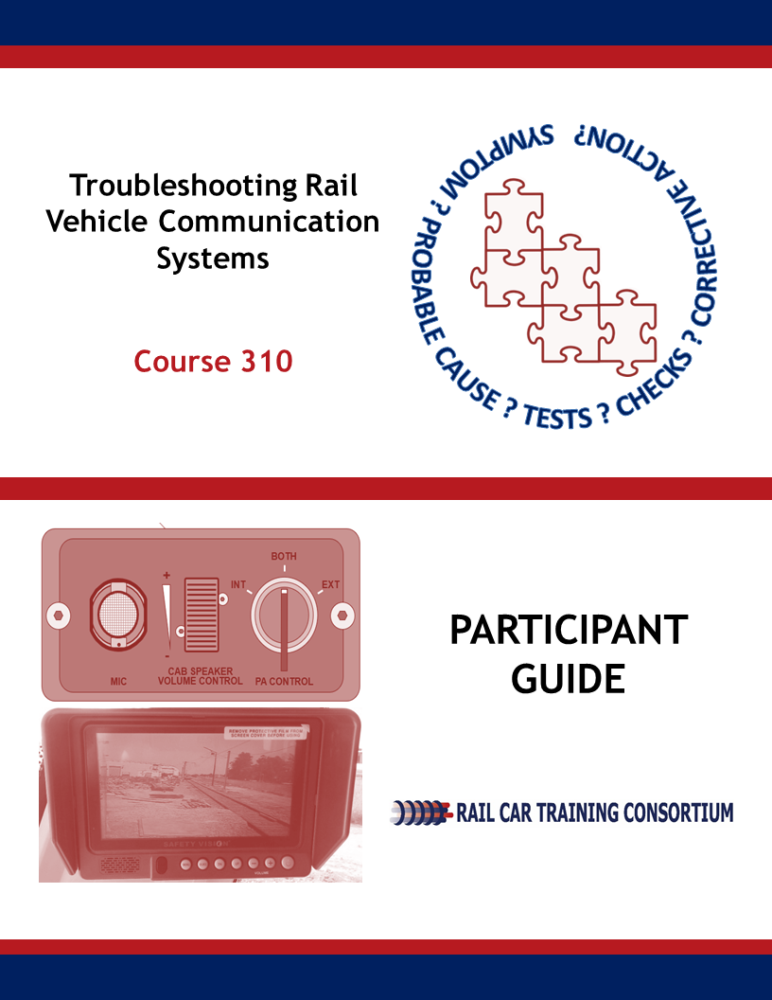 Troubleshooting Rail
Vehicle Communication
Systems
Course 310
SYMPTOM ? PROBABLE CAUSE ? TESTS ? CHECKS ? CORRECTIVE ACTION?
BOTH
INT
EXT
+
-
MIC
CAB SPEAKER
VOLUME CONTROL
PA CONTROL
REMOVE PROTECTIVE FILM FROM
SCREEN COVER BEFORE USING
SAFETY VISION
VOLUME
PARTICIPANT
GUIDE
RAIL CAR TRAINING CONSORTIUM